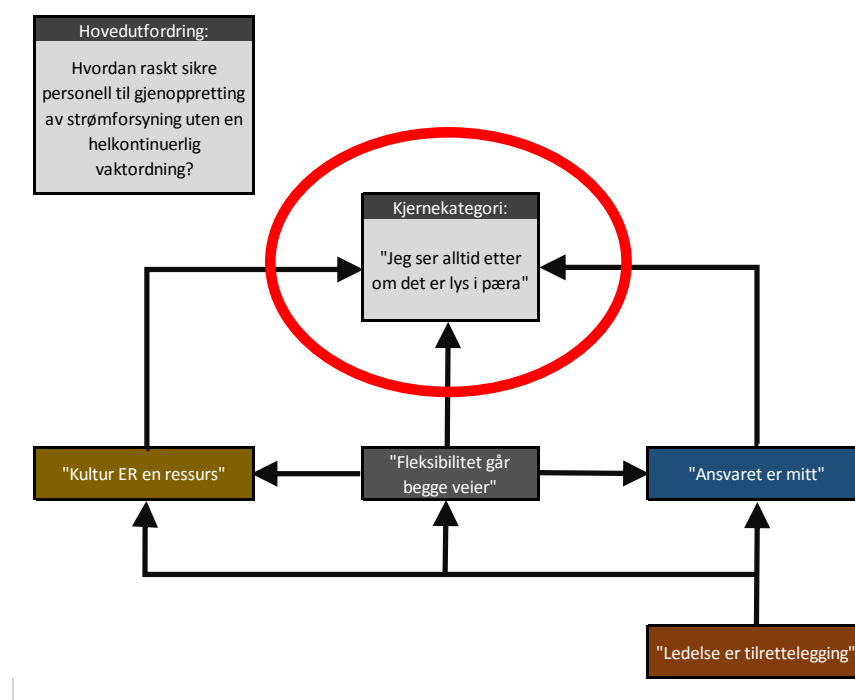 Hovedutfordring:
Hvordan raskt sikre
personell til gjenoppretting
av strømforsyning uten en
helkontinuerlig
vaktordning?
Kjernekategori:
"Jeg ser alltid etter
om det er lys i pæra"
"Kultur ER en ressurs"
"Fleksibilitet går
begge veier"
"Ansvaret er mitt"
"Ledelse er tilrettelegging"